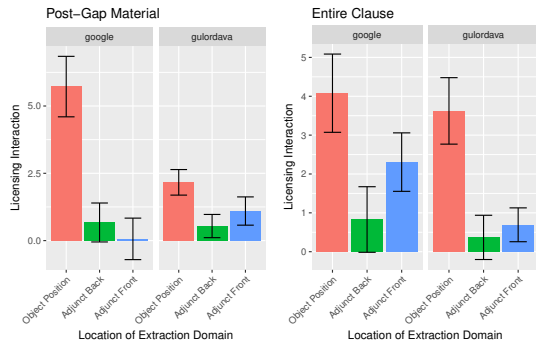 Post−Gap Material
google gulordava
Licensing Interaction
5.0
2.5
0.0
Object Position Adjunct Back Adjunct Front Object Position Adjunct Back Adjunct Front
Location of Extraction Domain
Entire Clause
google gulordava
Licensing Interaction
5
4
3
2
1
0
Object Position Adjunct Back Adjunct Front Object Position Adjunct Back Adjunct Front
Location of Extraction Domain